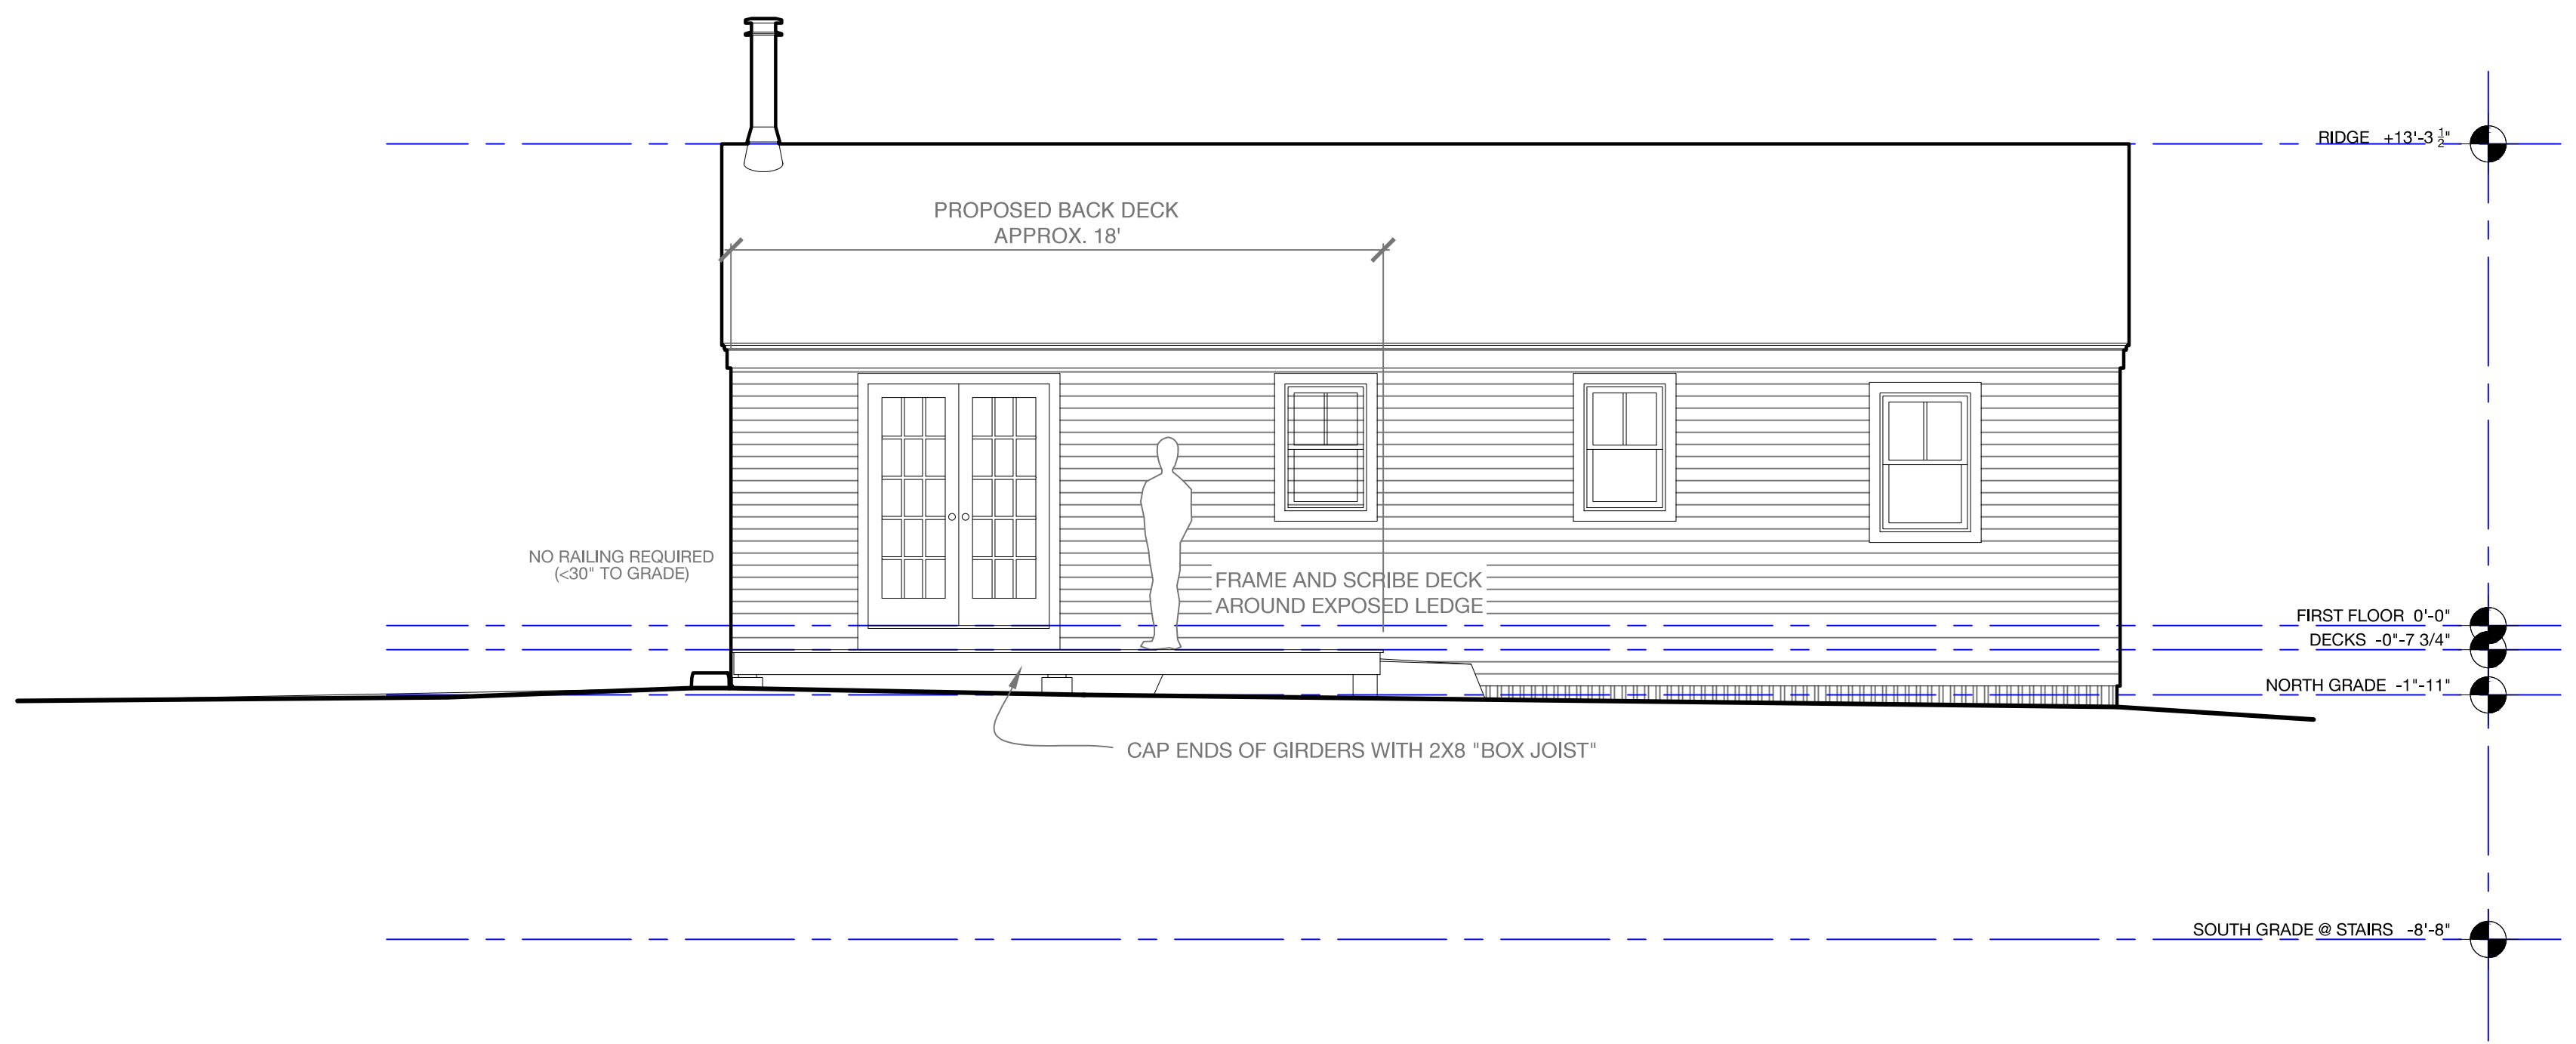 RIDGE +13'-3 1/2"
PROPOSED BACK DECK
APPROX. 18'
NO RAILING REQUIRED
(<30" TO GRADE)
FRAME AND SCRIBE DECK
AROUND EXPOSED LEDGE
FIRST FLOOR 0'-0"
DECKS -0"-7 3/4"
NORTH GRADE -1"-11"
CAP ENDS OF GIRDERS WITH 2X8 "BOX JOIST"
SOUTH GRADE @ STAIRS -8'-8"